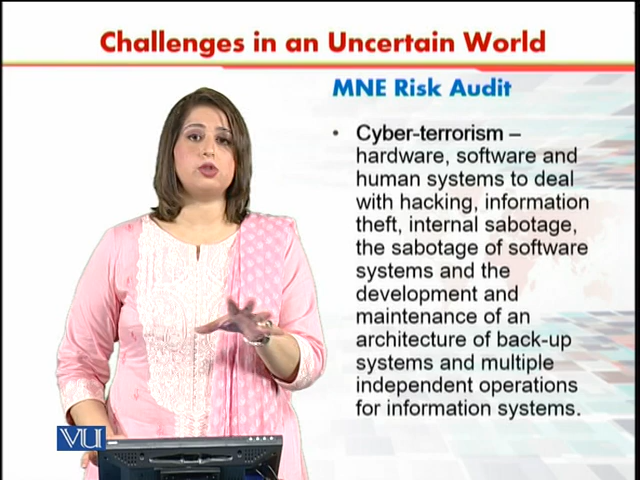 Challenges in an Uncertain World
MNE Risk Audit
• Cyber-terrorism –
hardware, software and
human systems to deal
with hacking, information
theft, internal sabotage,
the sabotage of software
systems and the
development and
maintenance of an
architecture of back-up
systems and multiple
independent operations
for information systems.
VU